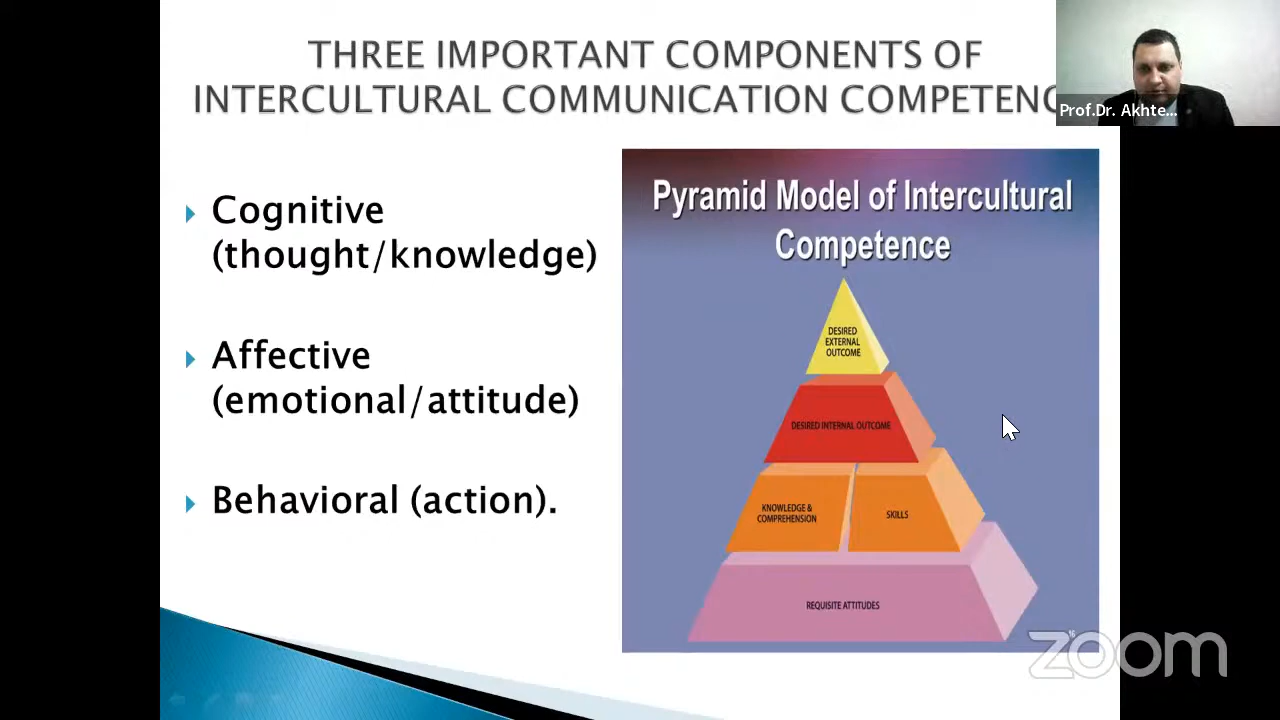 THREE IMPORTANT COMPONENTS OF
INTERCULTURAL COMMUNICATION COMPETENC
Prof.Dr. Akhte...
Cognitive
(thought/knowledge)
Affective
(emotional/attitude)
Behavioral (action).
Pyramid Model of Intercultural
Competence
DESIRED
EXTERNAL
OUTCOME
DESIRED INTERNAL OUTCOME
KNOWLEDGE &
COMPREHENSION
SKILLS
REQUISITE ATTITUDES
16
zoom